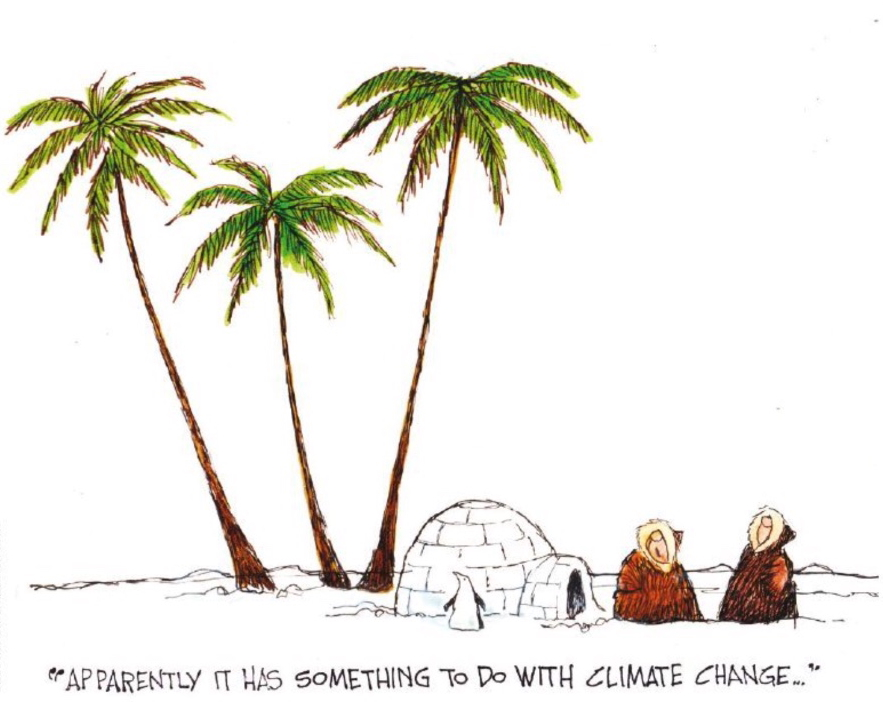 "APPARENTLY IT HAS SOMETHING TO DO WITH CLIMATE CHANGE..."